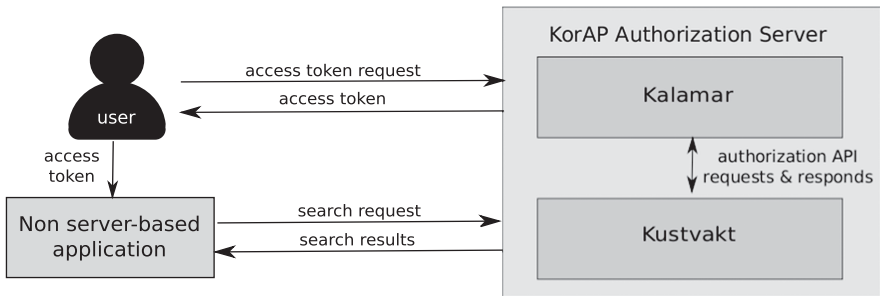 KorAP Authorization Server
access token request
Kalamar
access token
user
access
token
authorization API
requests & responds
Non server-based
application
search request
search results
Kustvakt